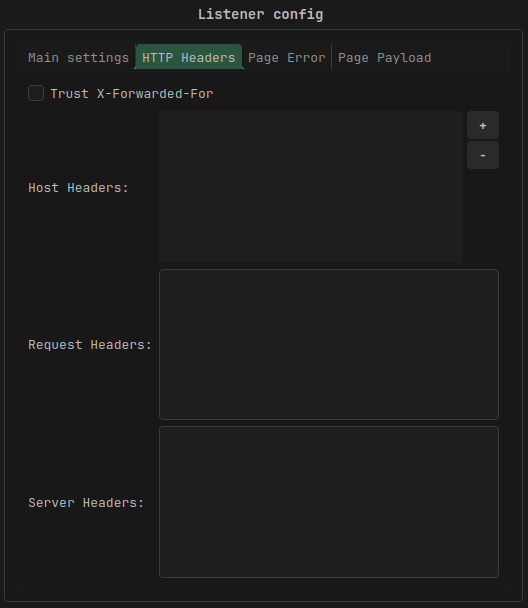 Listener config
Main settings HTTP Headers Page Error Page Payload
Trust X-Forwarded-For
+
-
Host Headers:
Request Headers:
Server Headers: